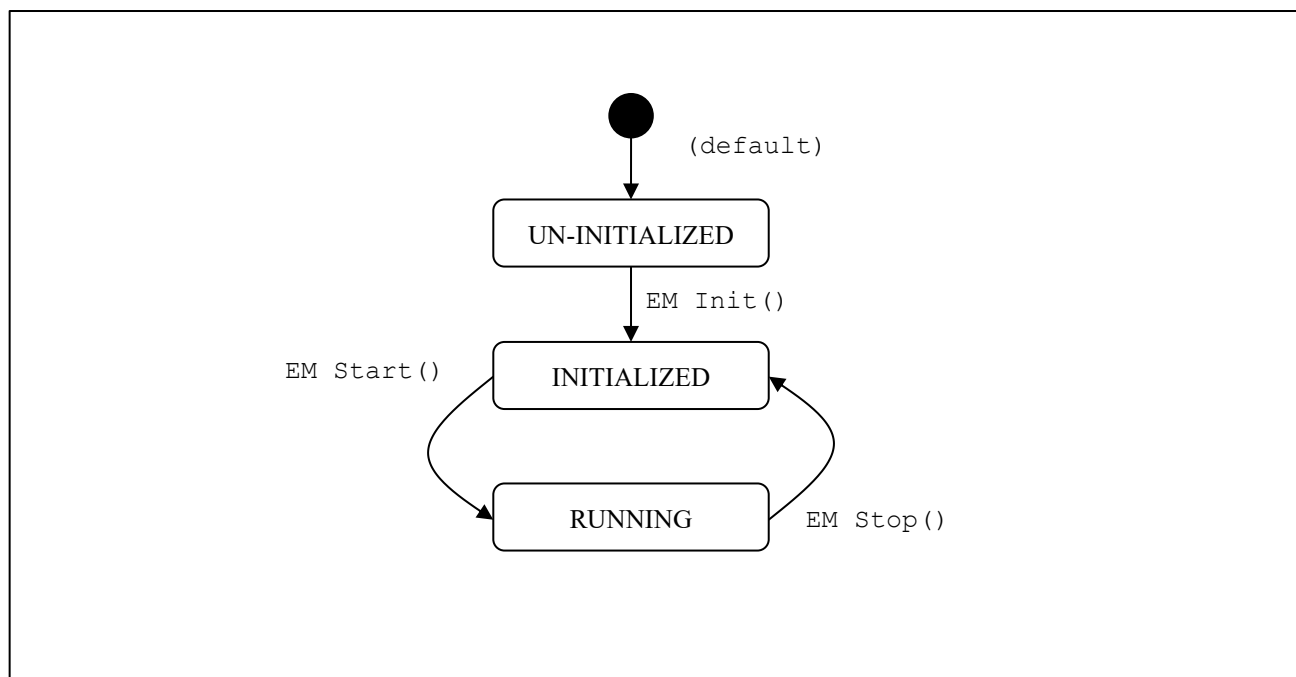 (default)
UN-INITIALIZED
EM Init()
EM Start()
INITIALIZED
RUNNING
EM Stop()